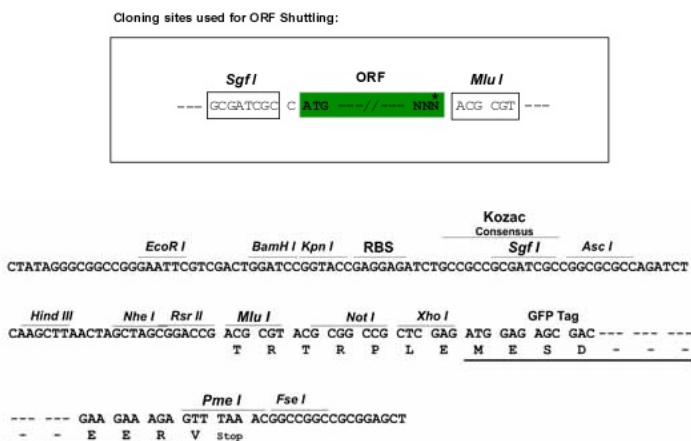 Cloning sites used for ORF Shuttling:
Sgf I ORF Mlu I
--- GCGATCGC C ATG ---//--- NNN* ACG CGT ---
Kozac
Consensus
EcoR I BamH I Kpn I RBS Sgf I Asc I
CTATAGGGCGGCCGGGAATTCGTCGACTGGATCCGGTACCGAGGAGATCTGCCGCCGCGATCGCCGGCGCGCCAGATCT
Hind III Nhe I Rsr II Mlu I Not I Xho I GFP Tag
CAAGCTTAACTAGCTAGCGGACCG ACG CGT ACG CGG CCG CTC GAG ATG GAG AGC GAC --- --- ---
T R T R P L E M E S D - - -
Pme I Fse I
--- --- GAA GAA AGA GTT TAA ACGGCCGGCCGCGGAGCT
- - E E R V Stop